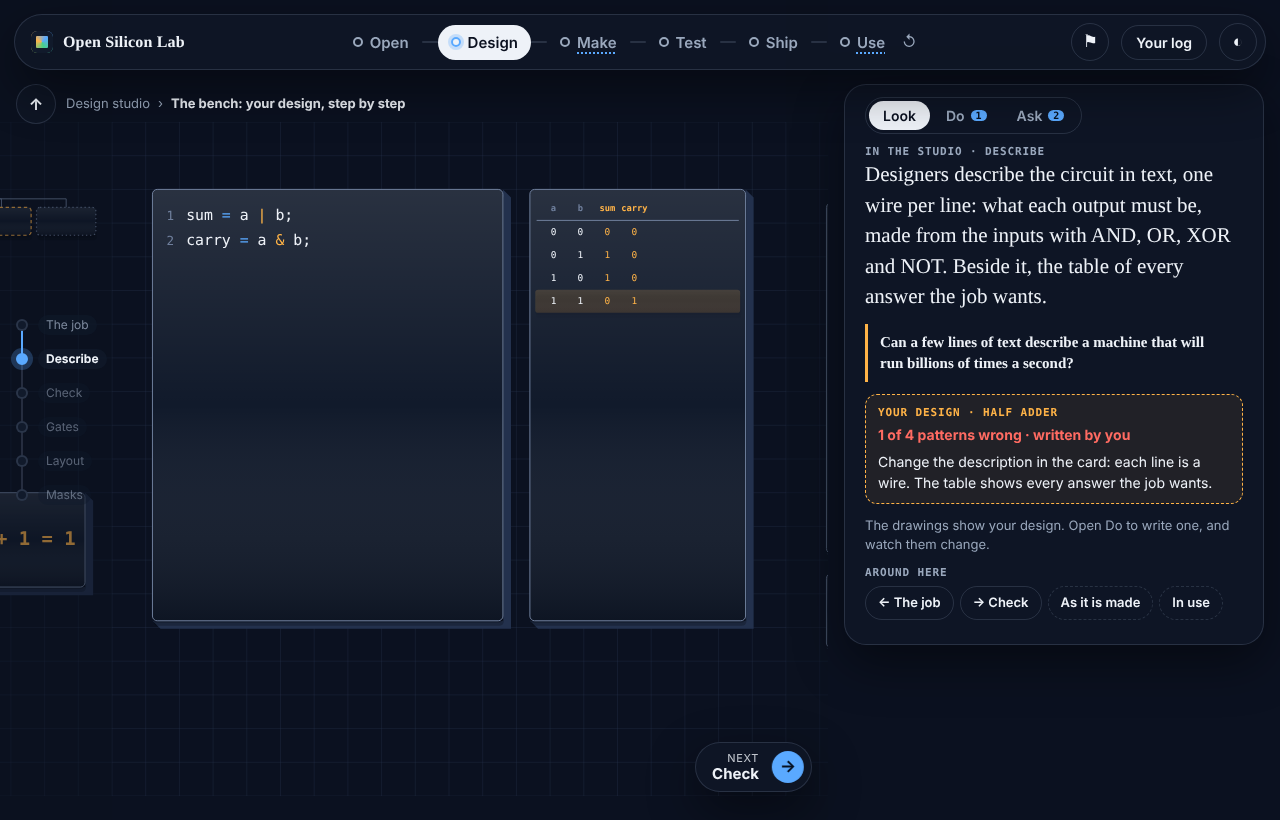 Open Silicon Lab
Open
Design
Make
Test
Ship
Use
Your log
Design studio › The bench: your design, step by step
The job
Describe
Check
Gates
Layout
Masks
+ 1 = 1
1 sum = a | b;
2 carry = a & b;
a b sum carry
0 0 0 0
0 1 1 0
1 0 1 0
1 1 0 1
NEXT
Check
Look
Do 1
Ask 2
IN THE STUDIO · DESCRIBE
Designers describe the circuit in text, one
wire per line: what each output must be,
made from the inputs with AND, OR, XOR
and NOT. Beside it, the table of every
answer the job wants.
Can a few lines of text describe a machine that will
run billions of times a second?
YOUR DESIGN · HALF ADDER
1 of 4 patterns wrong · written by you
Change the description in the card: each line is a
wire. The table shows every answer the job wants.
The drawings show your design. Open Do to write one, and
watch them change.
AROUND HERE
← The job
→ Check
As it is made
In use